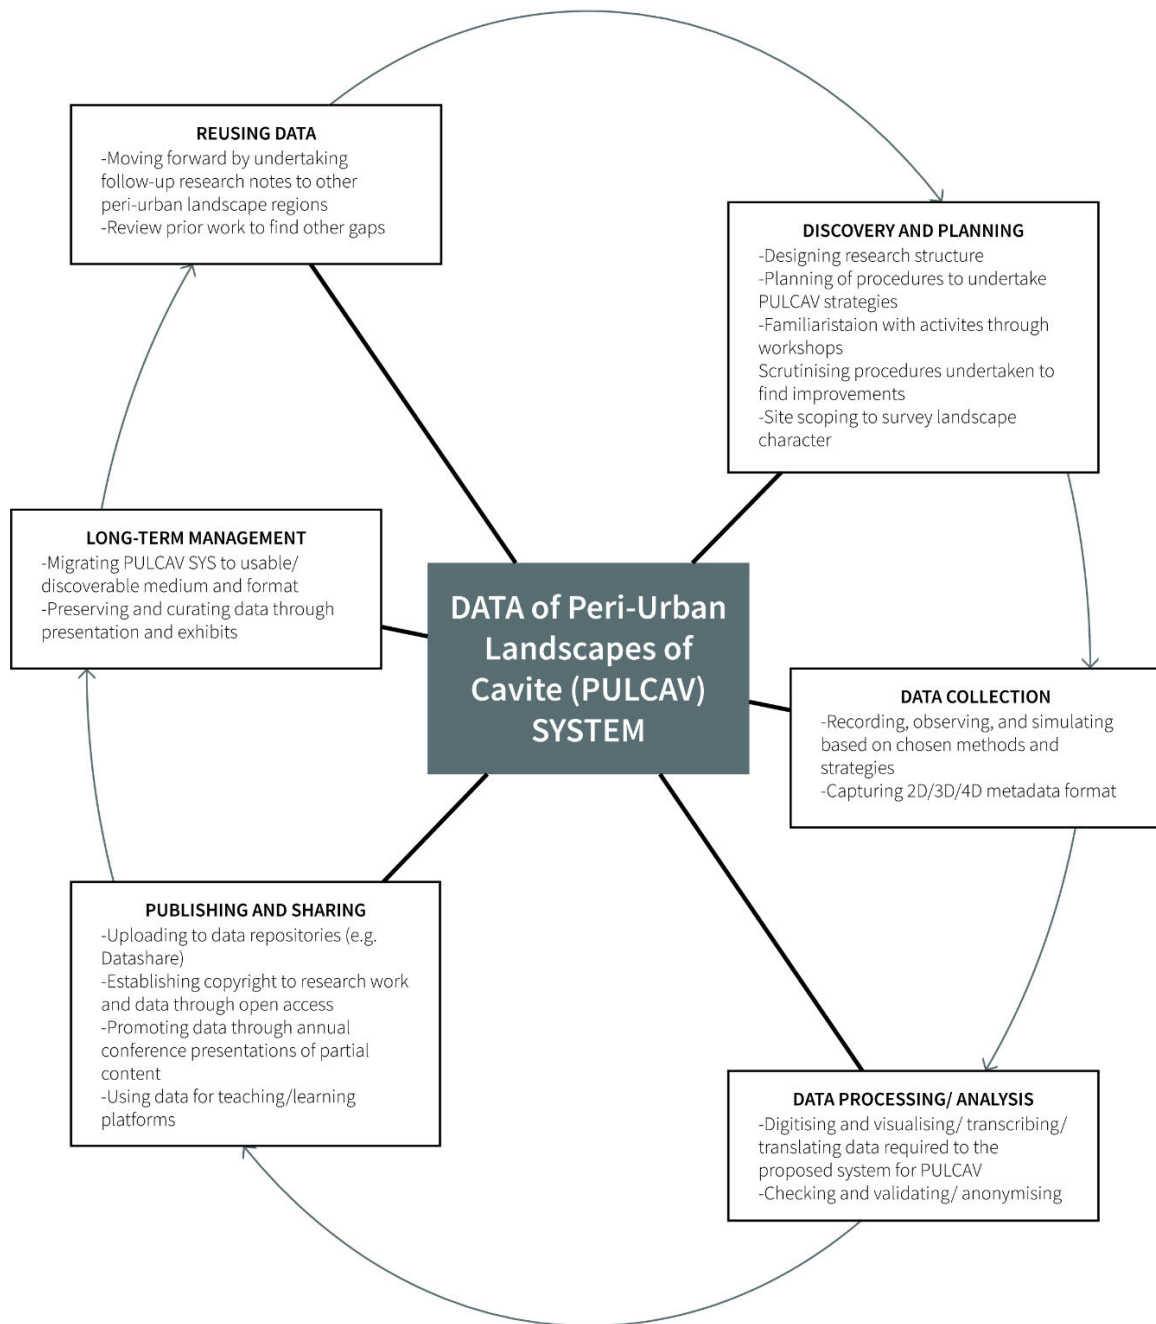 REUSING DATA
-Moving forward by undertaking
follow-up research notes to other
peri-urban landscape regions
-Review prior work to find other gaps
DISCOVERY AND PLANNING
-Designing research structure
-Planning of procedures to undertake
PULCAV strategies
-Familiaristaion with activites through
workshops
Scrutinising procedures undertaken to
find improvements
-Site scoping to survey landscape
character
LONG-TERM MANAGEMENT
-Migrating PULCAV SYS to usable/
discoverable medium and format
-Preserving and curating data through
presentation and exhibits
DATA of Peri-Urban
Landscapes of
Cavite (PULCAV)
SYSTEM
DATA COLLECTION
-Recording, observing, and simulating
based on chosen methods and
strategies
-Capturing 2D/3D/4D metadata format
PUBLISHING AND SHARING
-Uploading to data repositories (e.g.
Datashare)
-Establishing copyright to research work
and data through open access
-Promoting data through annual
conference presentations of partial
content
-Using data for teaching/learning
platforms
DATA PROCESSING/ ANALYSIS
-Digitising and visualising/ transcribing/
translating data required to the
proposed system for PULCAV
-Checking and validating/ anonymising